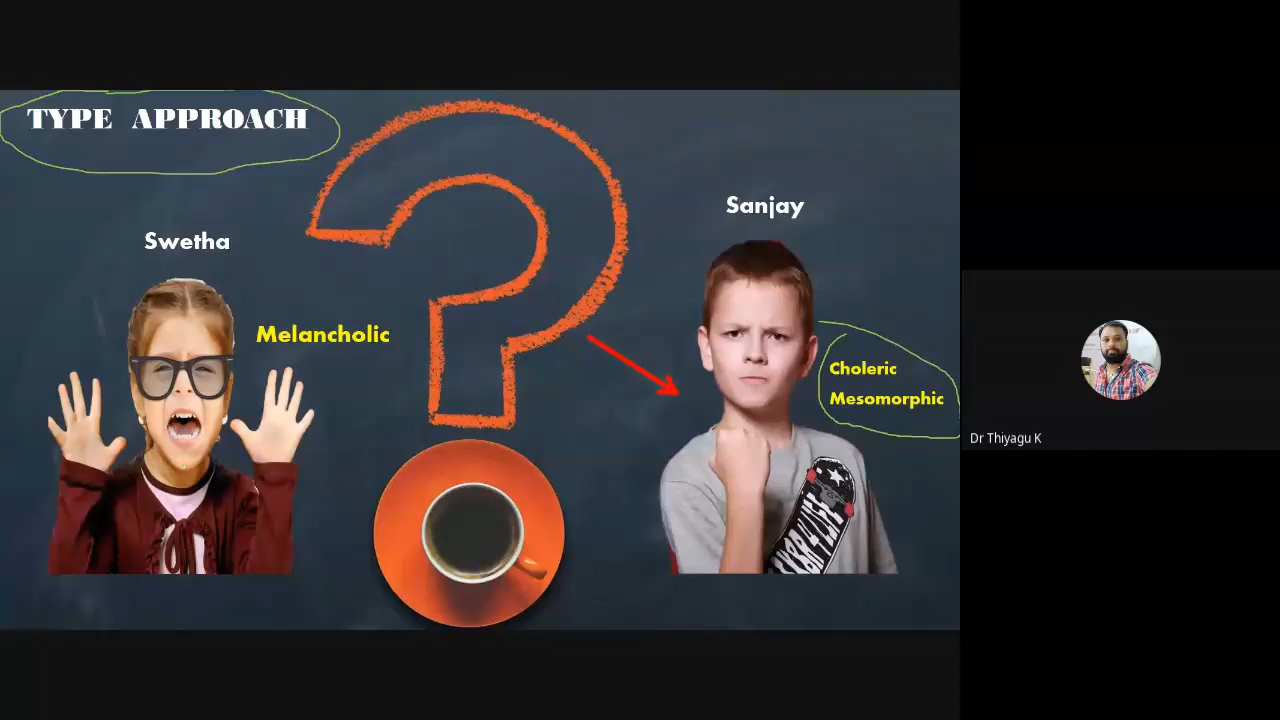 TYPE APPROACH
Swetha
Melancholic
Sanjay
Choleric
Mesomorphic
Dr Thiyagu K